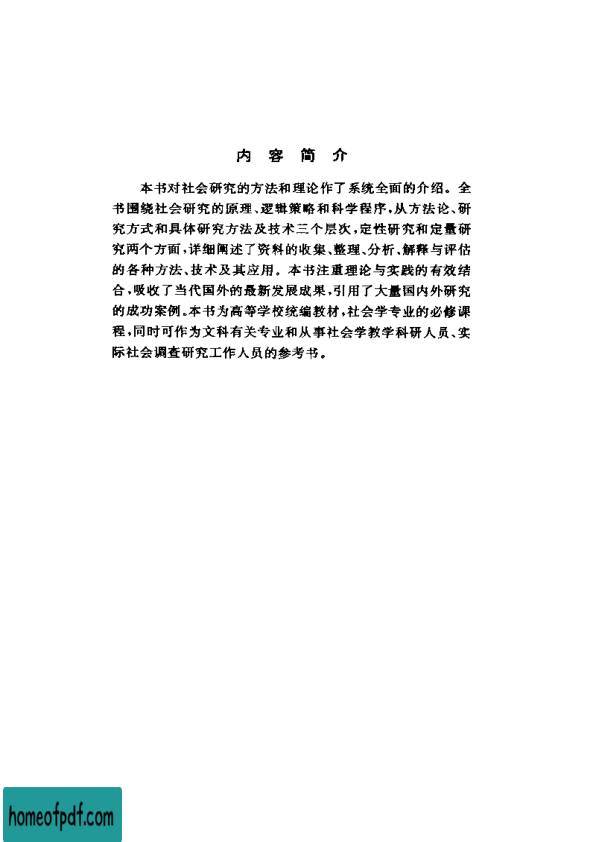 内 容 简 介
本书对社会研究的方法和理论作了系统全面的介绍。全
书围绕社会研究的原理、逻辑策略和科学程序,从方法论、研
究方式和具体研究方法及技术三个层次,定性研究和定量研
究两个方面,详细阐述了资料的收集、整理、分析、解释与评估
的各种方法、技术及其应用。本书注重理论与实践的有效结
合,吸收了当代国外的最新发展成果,引用了大量国内外研究
的成功案例。本书为高等学校统编教材,社会学专业的必修课
程,同时可作为文科有关专业和从事社会学教学科研人员、实
际社会调查研究工作人员的参考书。
homeofpdf.com